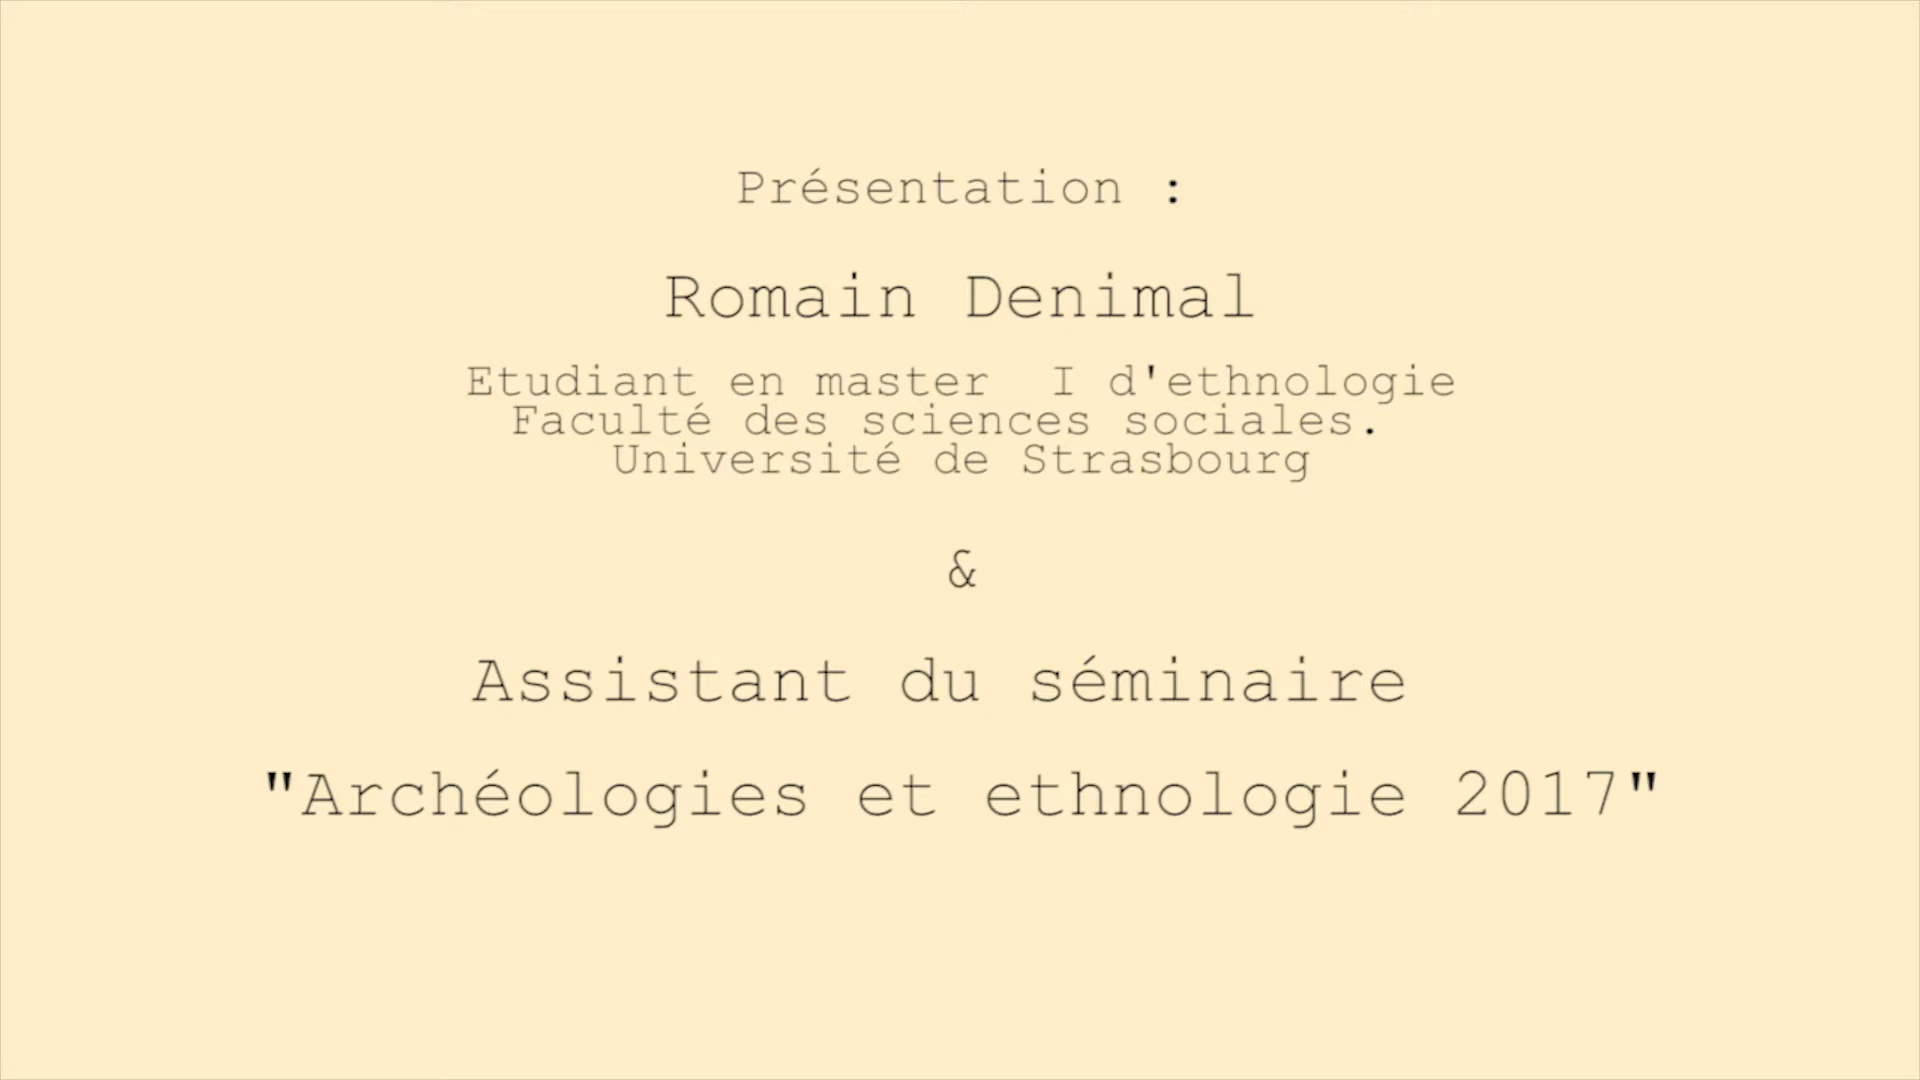 Présentation :
Romain Denimal
Etudiant en master  I d'ethnologie
Faculté des sciences sociales.
Université de Strasbourg
&
Assistant du séminaire
"Archéologies et ethnologie 2017"